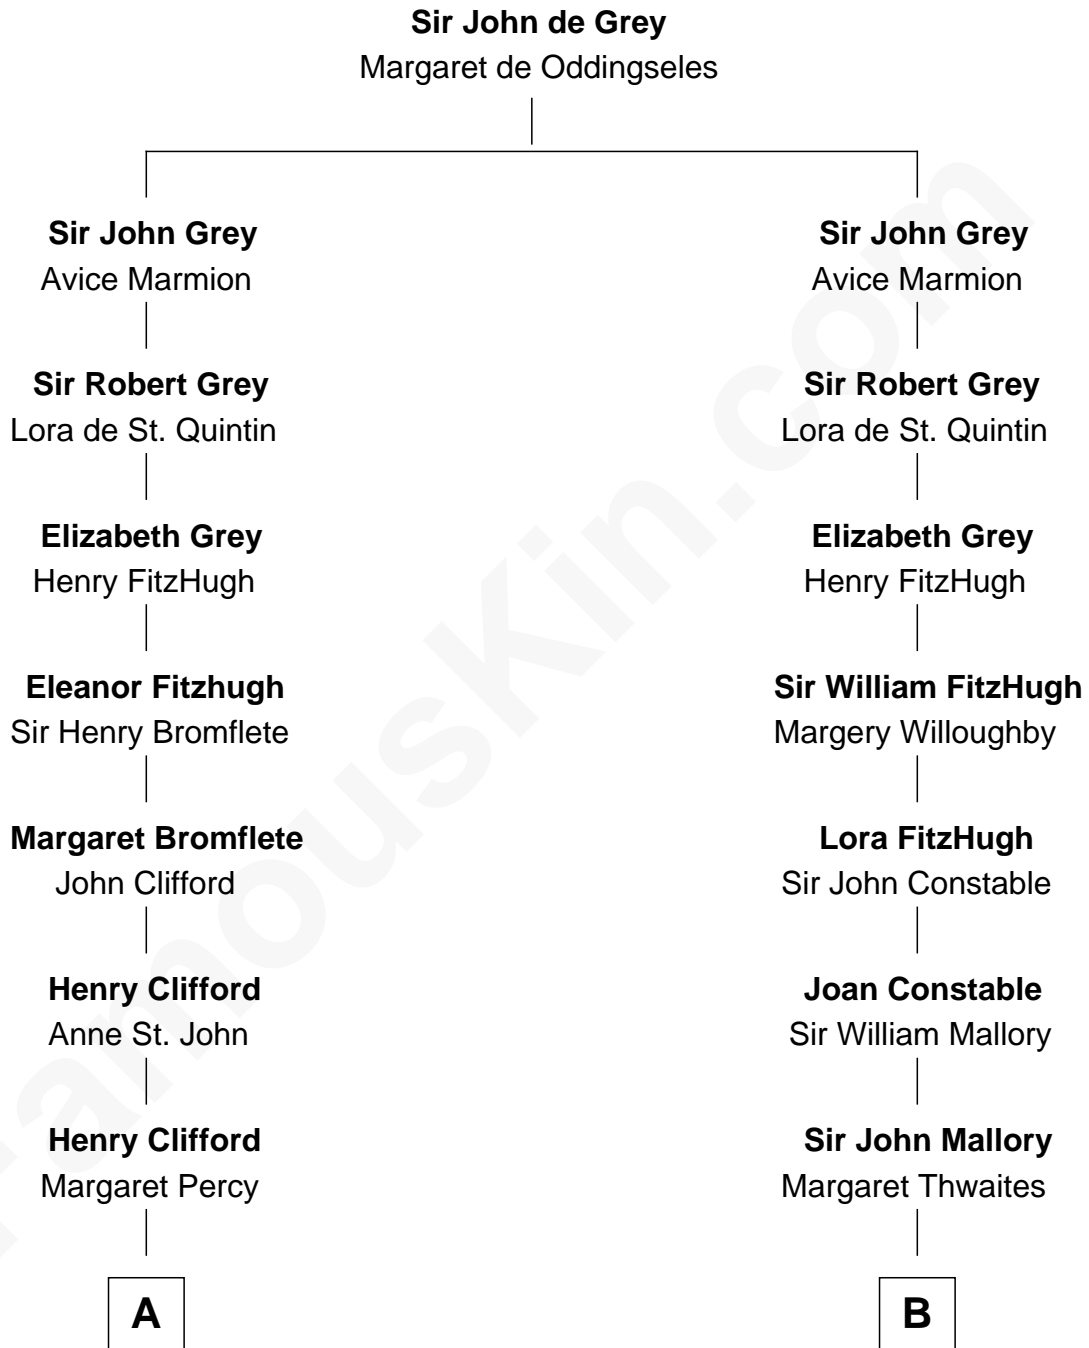 Sir John de Grey
Margaret de Oddingseles
Sir John Grey
Avice Marmion
Sir John Grey
Avice Marmion
Sir Robert Grey
Lora de St. Quintin
Sir Robert Grey
Lora de St. Quintin
Elizabeth Grey
Henry FitzHugh
Elizabeth Grey
Henry FitzHugh
Eleanor Fitzhugh
Sir Henry Bromflete
Sir William FitzHugh
Margery Willoughby
Margaret Bromflete
John Clifford
Lora FitzHugh
Sir John Constable
Henry Clifford
Anne St. John
Joan Constable
Sir William Mallory
Henry Clifford
Margaret Percy
Sir John Mallory
Margaret Thwaites
A
B
FamousKin.com